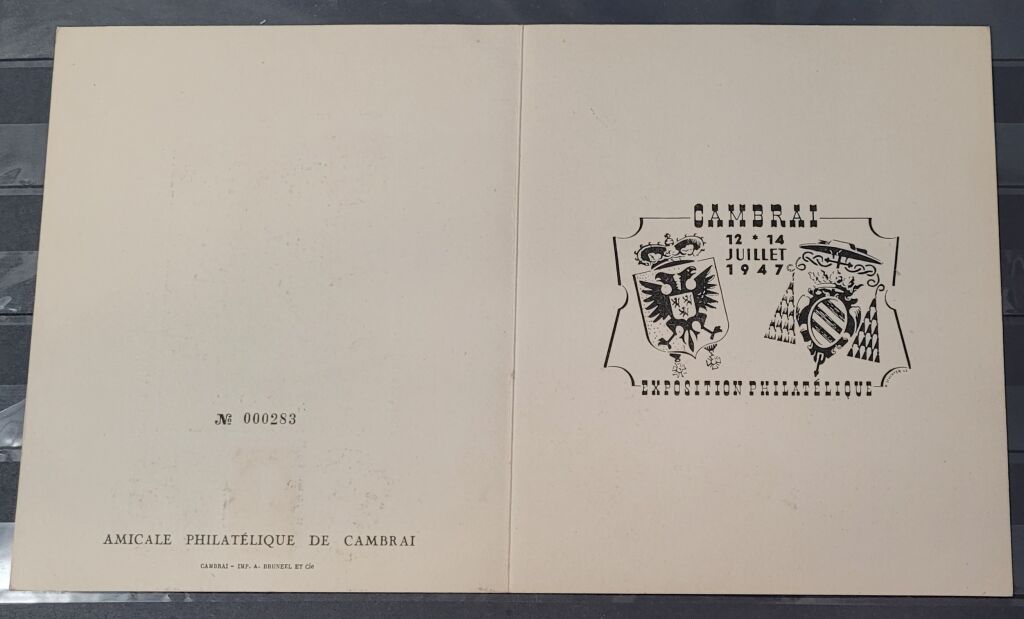 № 000283
AMICALE PHILATÉLIQUE DE CAMBRAI
CAMBRAI - IMP. A. BRUNEEL ET Cie
CAMBRAI
12 * 14
JUILLET
1947
EXPOSITION PHILATÉLIQUE